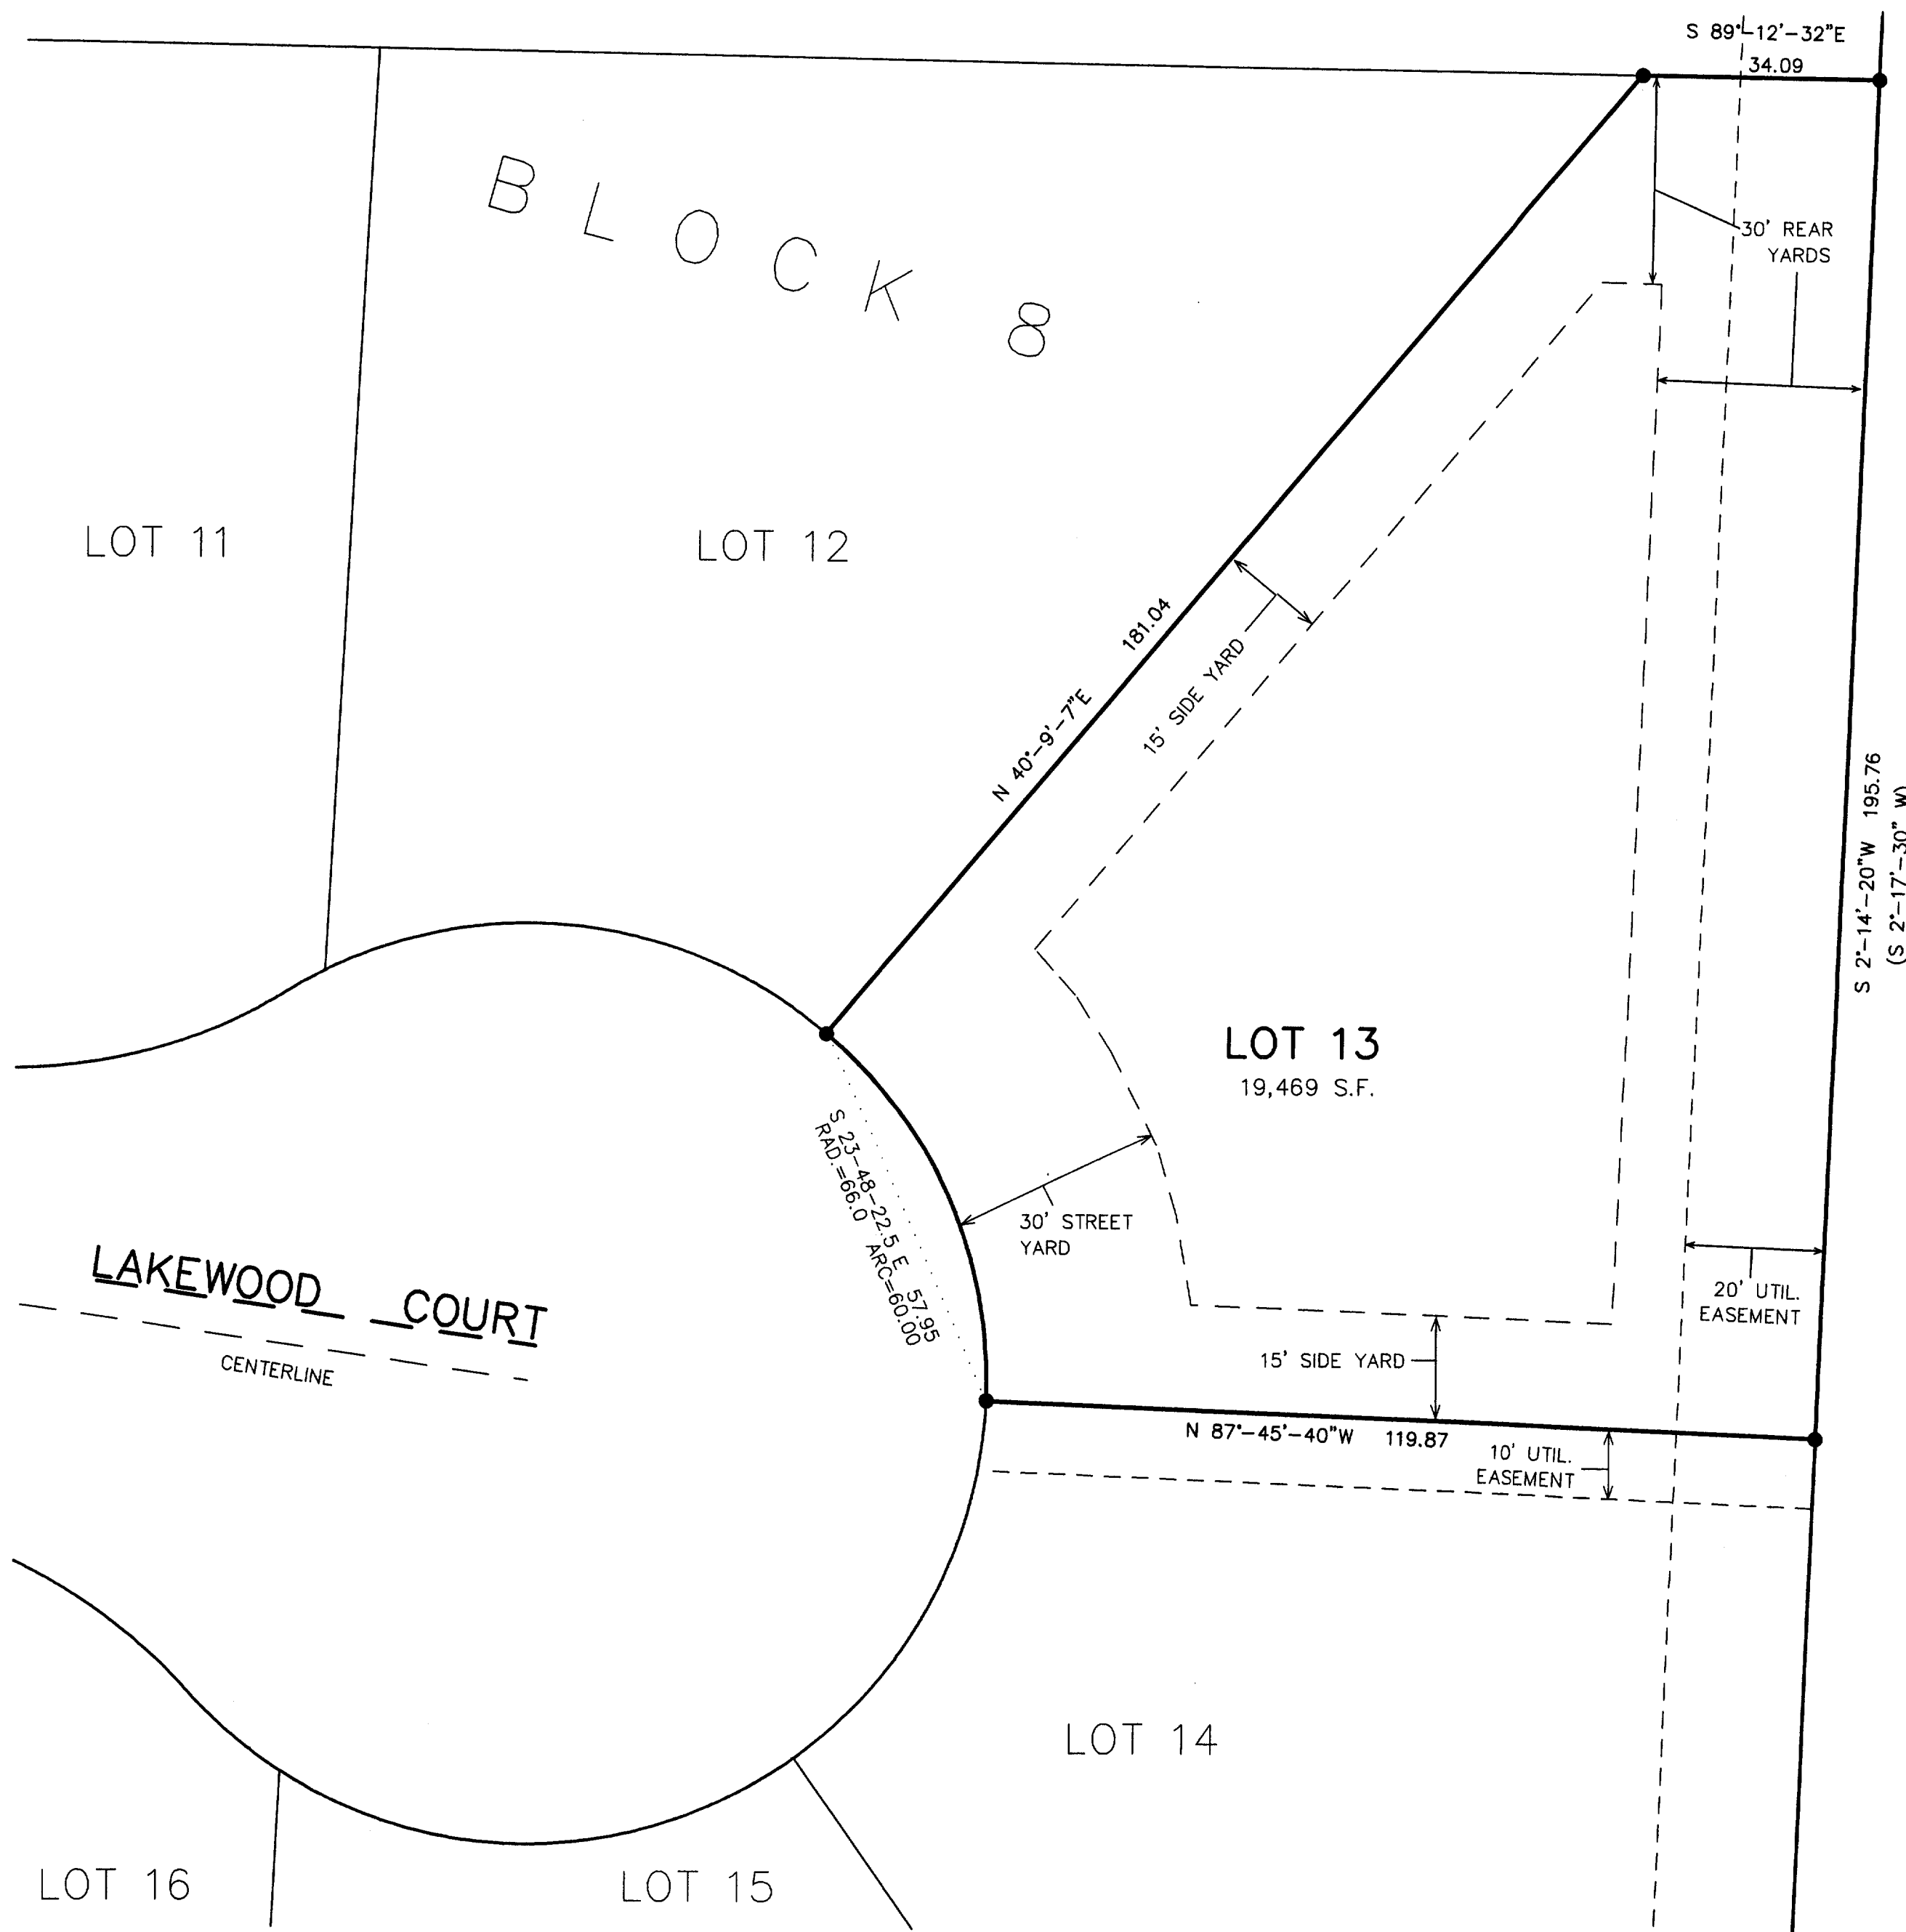 S 89°-12'-32"E
34.09
BLOCK 8
30' REAR
YARDS
LOT 11
LOT 12
181.04
N 40°-9'-7"E
15' SIDE YARD
S 2°-14'-20"W 195.76
(S 2°-17'-30" W)
LOT 13
19,469 S.F.
S 23-48-22.5 E 57.95
RAD.=66.0 ARC=60.00
30' STREET
YARD
LAKEWOOD COURT
CENTERLINE
20' UTIL.
EASEMENT
15' SIDE YARD
N 87°-45'-40"W 119.87
10' UTIL.
EASEMENT
LOT 14
LOT 16
LOT 15